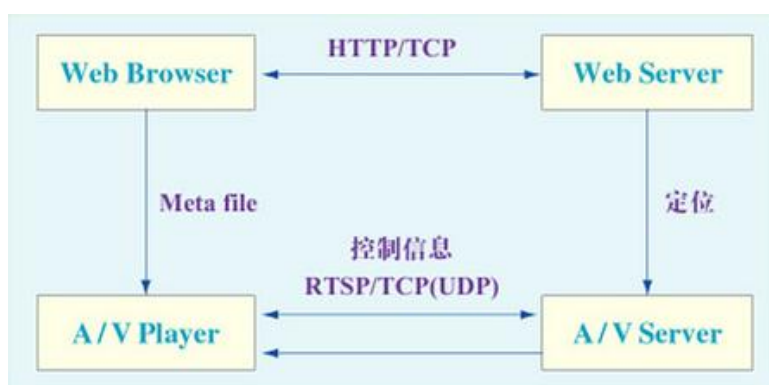 HTTP/TCP
Web Browser
Web Server
Meta file
定位
控制信息
RTSP/TCP(UDP)
A/V Player
A/V Server